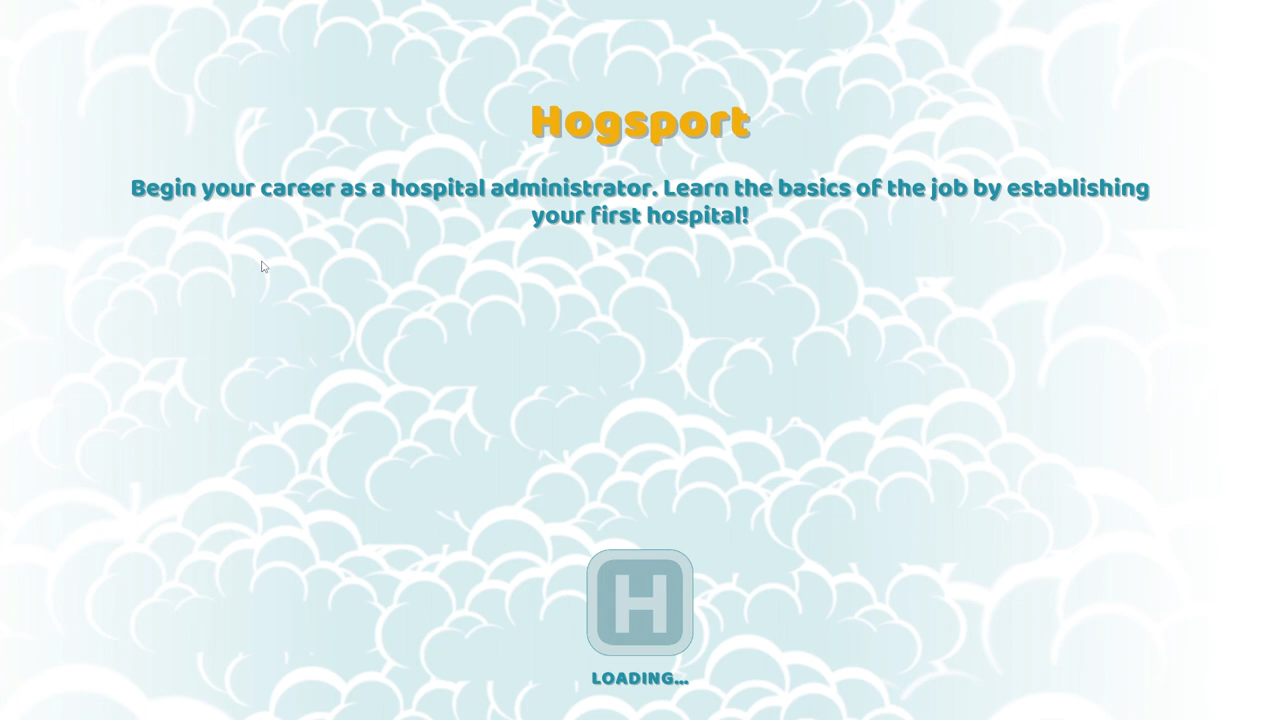 Hogsport
Begin your career as a hospital administrator. Learn the basics of the job by establishing
your first hospital!
H
LOADING...